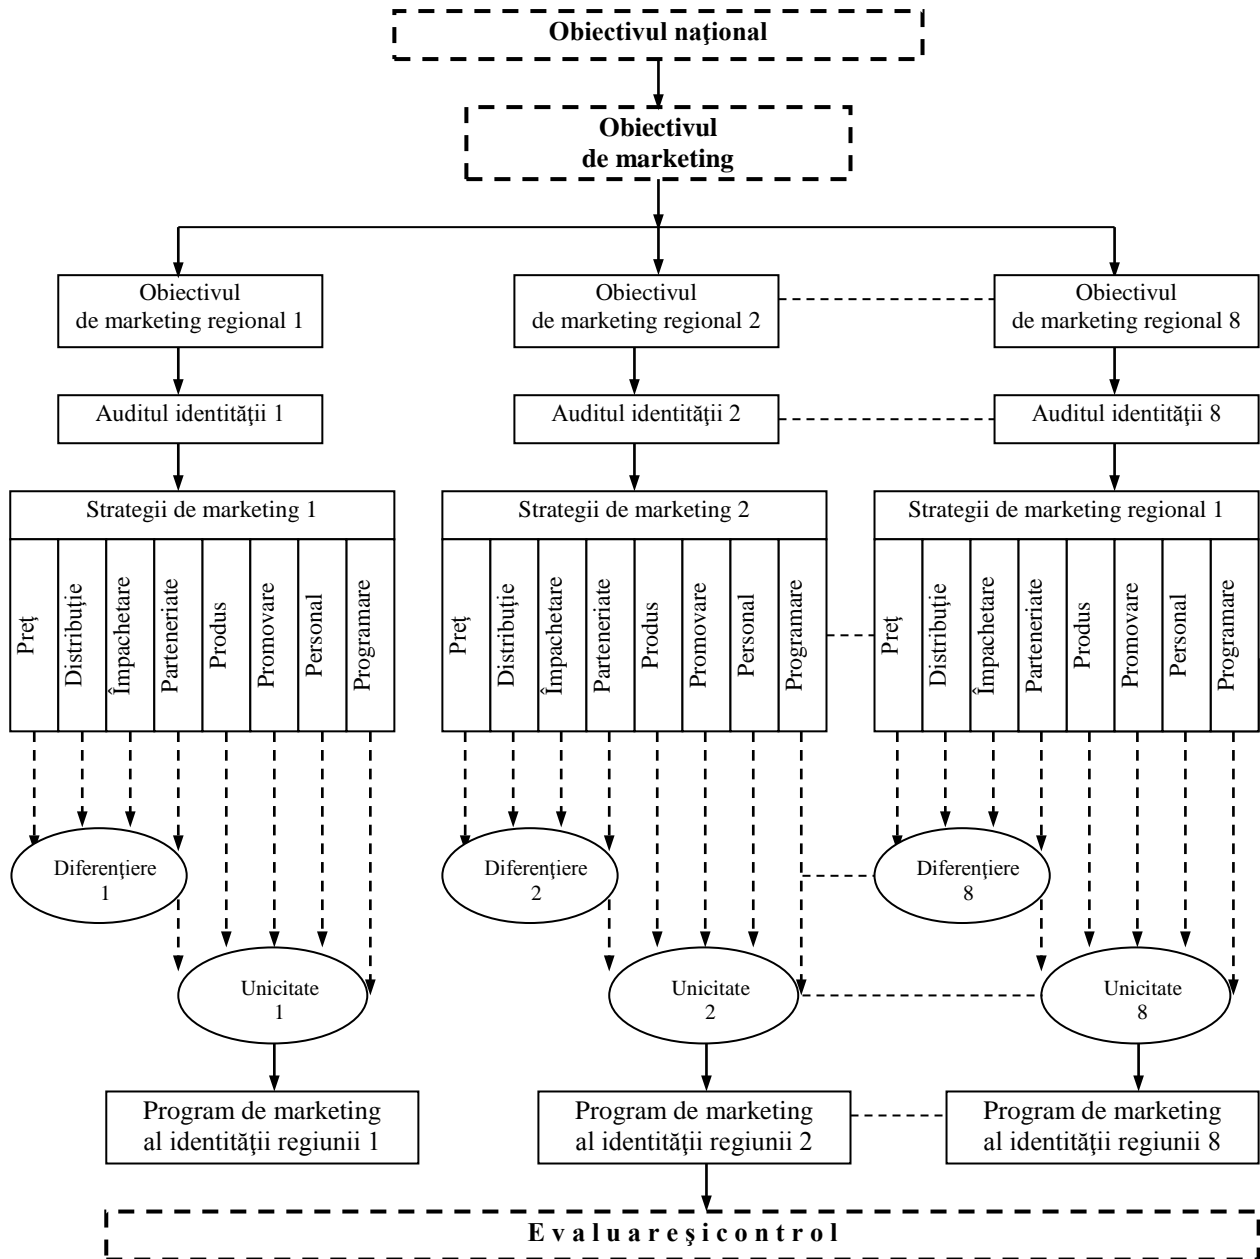 Obiectivul naţional
Obiectivul
de marketing
Obiectivul
de marketing regional 1
Obiectivul
de marketing regional 2
Obiectivul
de marketing regional 8
Auditul identităţii 1
Auditul identităţii 2
Auditul identităţii 8
Strategii de marketing 1
Strategii de marketing 2
Strategii de marketing regional 1
Preţ
Distribuţie
Împachetare
Parteneriate
Produs
Promovare
Personal
Programare
Preţ
Distribuţie
Împachetare
Parteneriate
Produs
Promovare
Personal
Programare
Preţ
Distribuţie
Împachetare
Parteneriate
Produs
Promovare
Personal
Programare
Diferenţiere
1
Diferenţiere
2
Diferenţiere
8
Unicitate
1
Unicitate
2
Unicitate
8
Program de marketing
al identităţii regiunii 1
Program de marketing
al identităţii regiunii 2
Program de marketing
al identităţii regiunii 8
E v a l u a r e ş i c o n t r o l